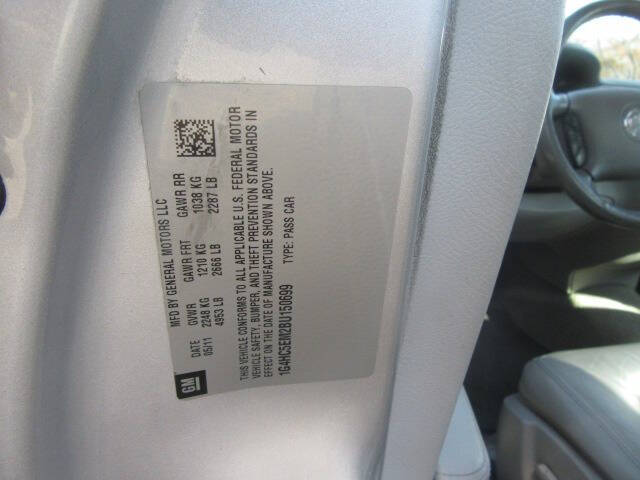 MFD BY GENERAL MOTORS LLC
DATE GVWR GAWR FRT GAWR RR
05/11 2248 KG 1210 KG 1038 KG
4953 LB 2666 LB 2287 LB
THIS VEHICLE CONFORMS TO ALL APPLICABLE U.S. FEDERAL MOTOR
VEHICLE SAFETY, BUMPER, AND THEFT PREVENTION STANDARDS IN
EFFECT ON THE DATE OF MANUFACTURE SHOWN ABOVE.
1G4HC5EM2BU150699 TYPE: PASS CAR
GM